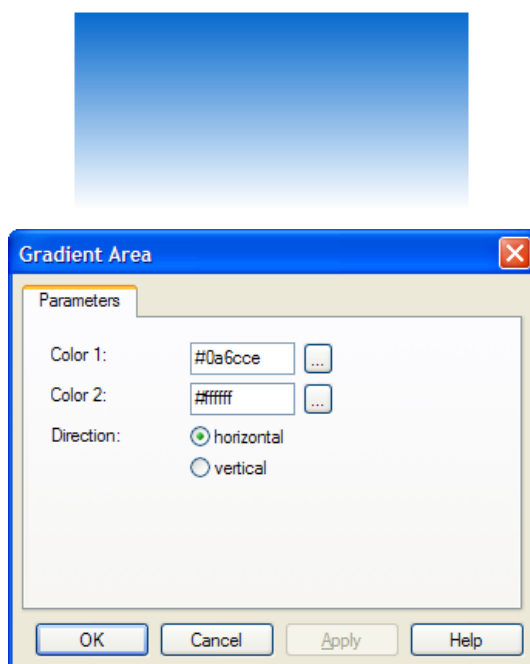 Gradient Area
Parameters
Color 1:
#0a6cce
...
Color 2:
#ffffff
...
Direction:
horizontal
vertical
OK
Cancel
Apply
Help